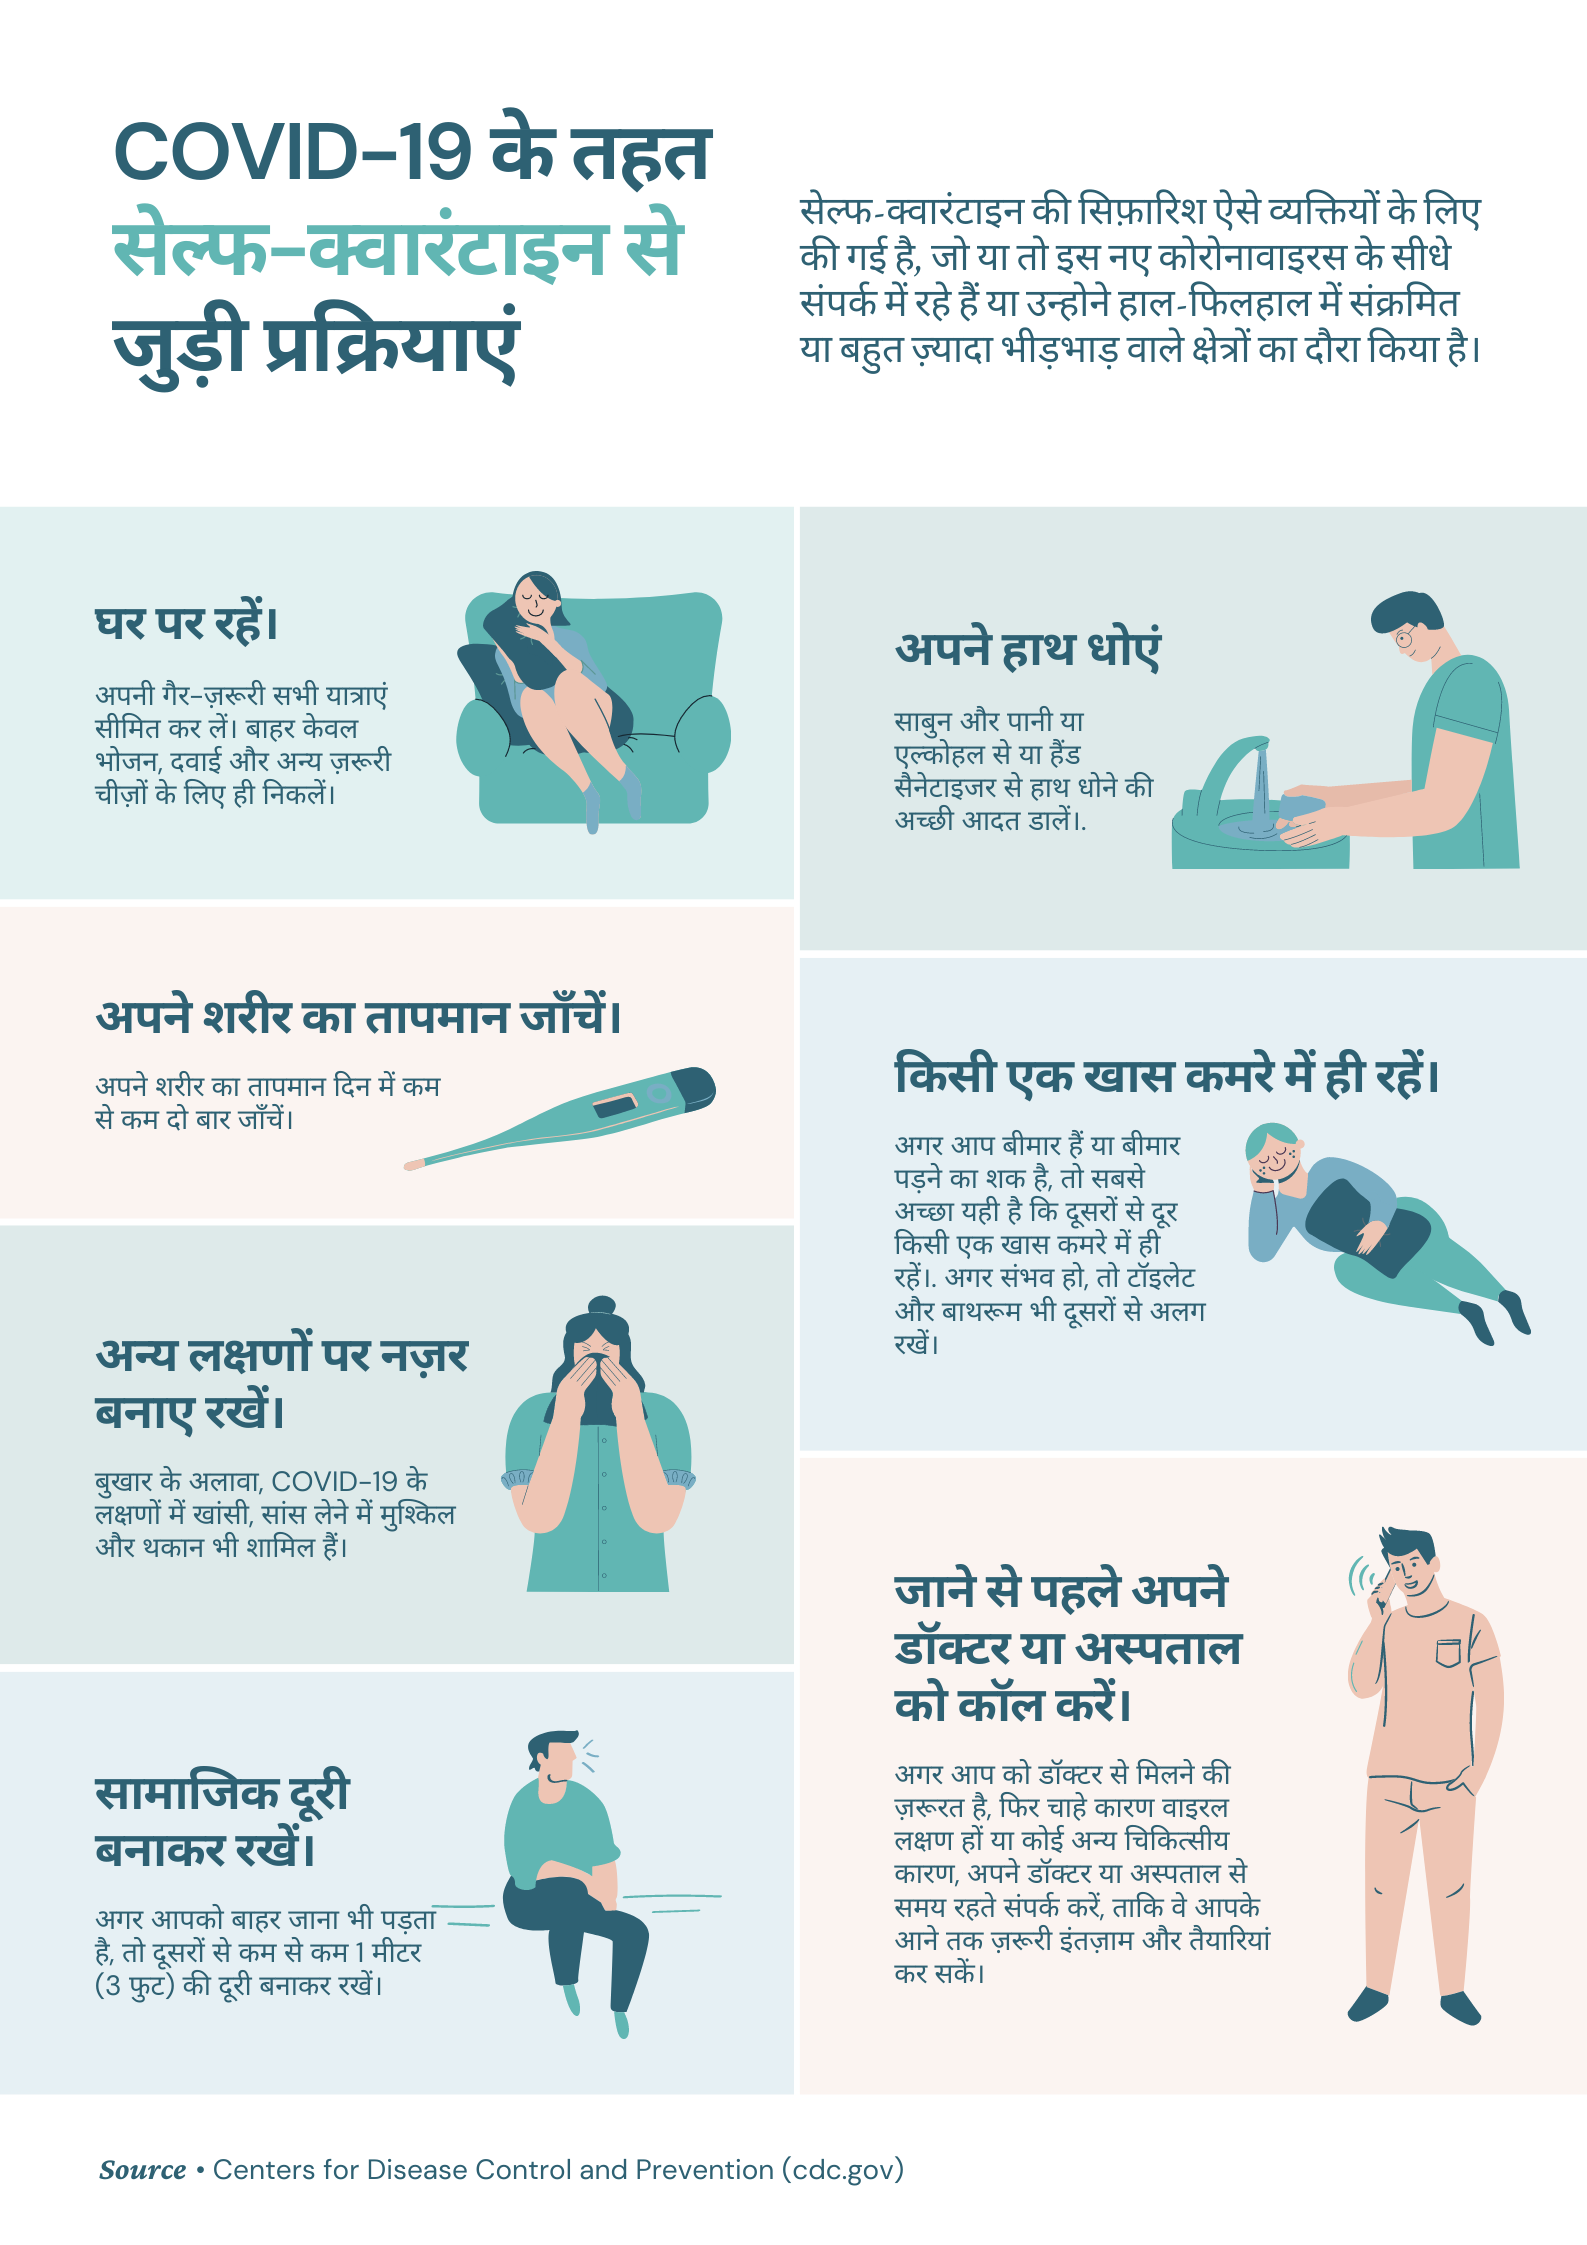 COVID-19 के तहत
सेल्फ-क्वारंटाइन से
जुड़ी प्रक्रियाएं
सेल्फ-क्वारंटाइन की सिफ़ारिश ऐसे व्यक्तियों के लिए
की गई है, जो या तो इस नए कोरोनावाइरस के सीधे
संपर्क में रहे हैं या उन्होने हाल-फिलहाल में संक्रमित
या बहुत ज़्यादा भीड़भाड़ वाले क्षेत्रों का दौरा किया है।
घर पर रहें।
अपनी गैर-ज़रूरी सभी यात्राएं
सीमित कर लें। बाहर केवल
भोजन, दवाई और अन्य ज़रूरी
चीज़ों के लिए ही निकलें।
अपने शरीर का तापमान जाँचें।
अपने शरीर का तापमान दिन में कम
से कम दो बार जाँचें।
अन्य लक्षणों पर नज़र
बनाए रखें।
बुखार के अलावा, COVID-19 के
लक्षणों में खांसी, सांस लेने में मुश्किल
और थकान भी शामिल हैं।
सामाजिक दूरी
बनाकर रखें।
अगर आपको बाहर जाना भी पड़ता
है, तो दूसरों से कम से कम 1 मीटर
(3 फुट) की दूरी बनाकर रखें।
अपने हाथ धोएं
साबुन और पानी या
एल्कोहल से या हैंड
सैनेटाइजर से हाथ धोने की
अच्छी आदत डालें।.
किसी एक खास कमरे में ही रहें।
अगर आप बीमार हैं या बीमार
पड़ने का शक है, तो सबसे
अच्छा यही है कि दूसरों से दूर
किसी एक खास कमरे में ही
रहें।. अगर संभव हो, तो टॉइलेट
और बाथरूम भी दूसरों से अलग
रखें।
जाने से पहले अपने
डॉक्टर या अस्पताल
को कॉल करें।
अगर आप को डॉक्टर से मिलने की
ज़रूरत है, फिर चाहे कारण वाइरल
लक्षण हों या कोई अन्य चिकित्सीय
कारण, अपने डॉक्टर या अस्पताल से
समय रहते संपर्क करें, ताकि वे आपके
आने तक ज़रूरी इंतज़ाम और तैयारियां
कर सकें।
Source • Centers for Disease Control and Prevention (cdc.gov)